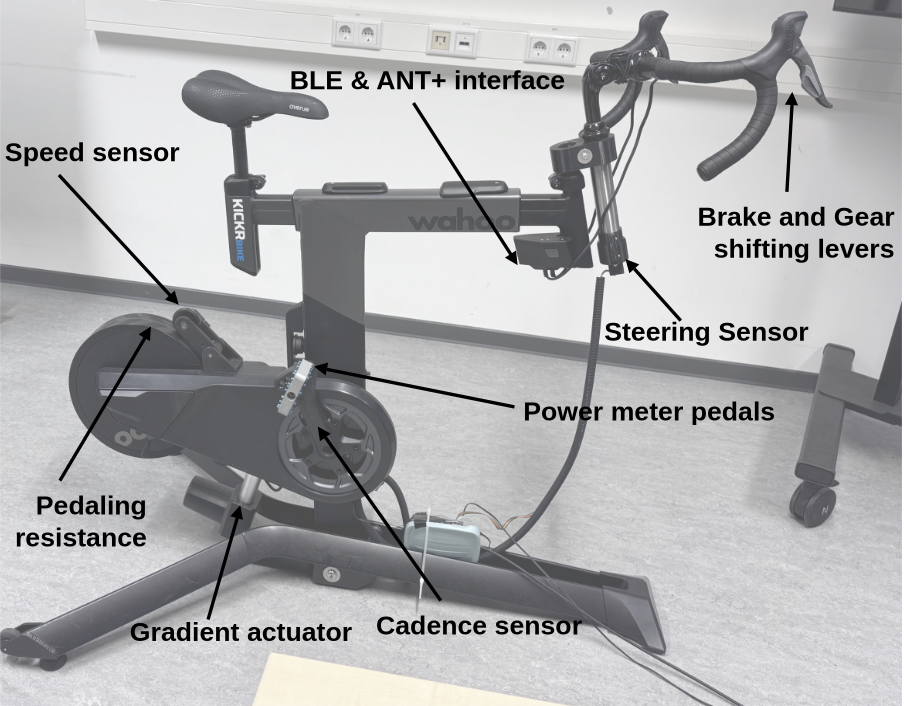 BLE & ANT+ interface
Speed sensor
KICKR BIKE
wahoo
Brake and Gear
shifting levers
Steering Sensor
Power meter pedals
Pedaling
resistance
Gradient actuator
Cadence sensor